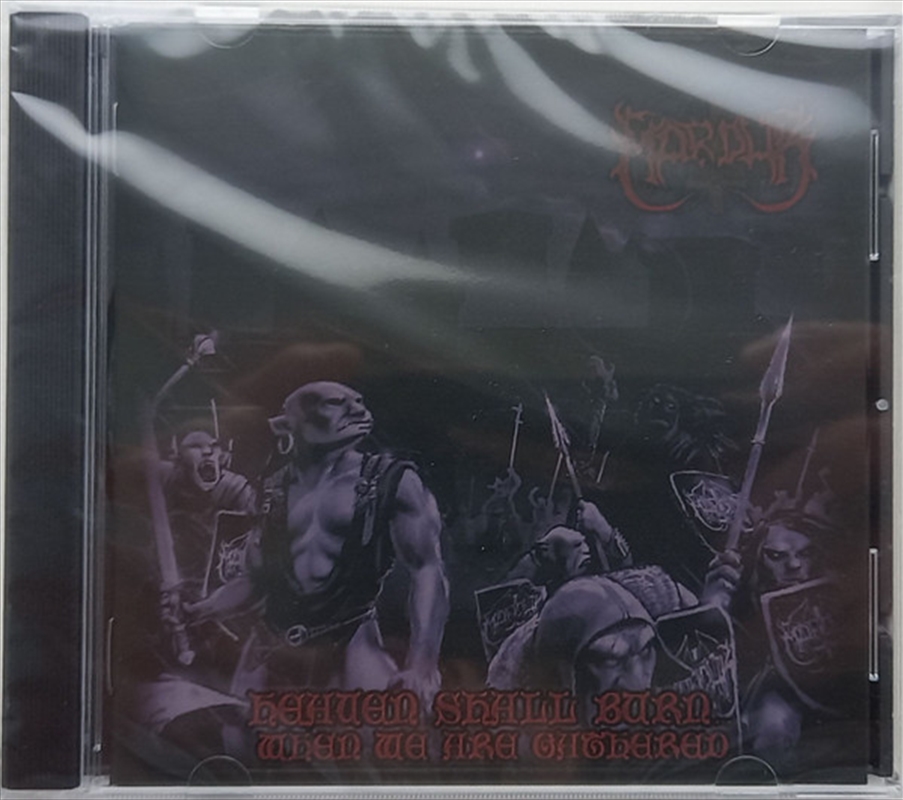 MARDUK
HEAVEN SHALL BURN
WHEN WE ARE GATHERED